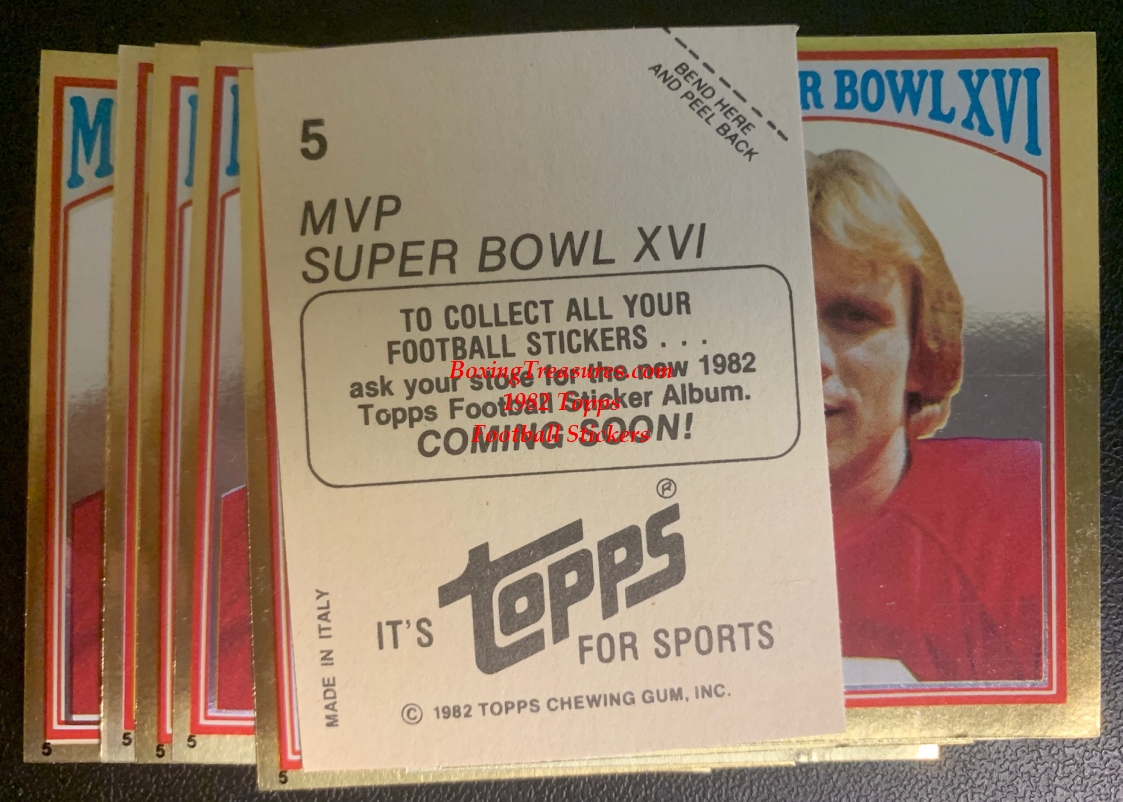 M
R BOWL XVI
BEND HERE
AND PEEL BACK
5
MVP
SUPER BOWL XVI
TO COLLECT ALL YOUR
FOOTBALL STICKERS . . .
ask your store for the new 1982
Topps Football Sticker Album.
COMING SOON!
BoxingTreasures.com
1982 Topps
Football Stickers
IT'S topps®
FOR SPORTS
MADE IN ITALY
© 1982 TOPPS CHEWING GUM, INC.
5
5
5
5
5